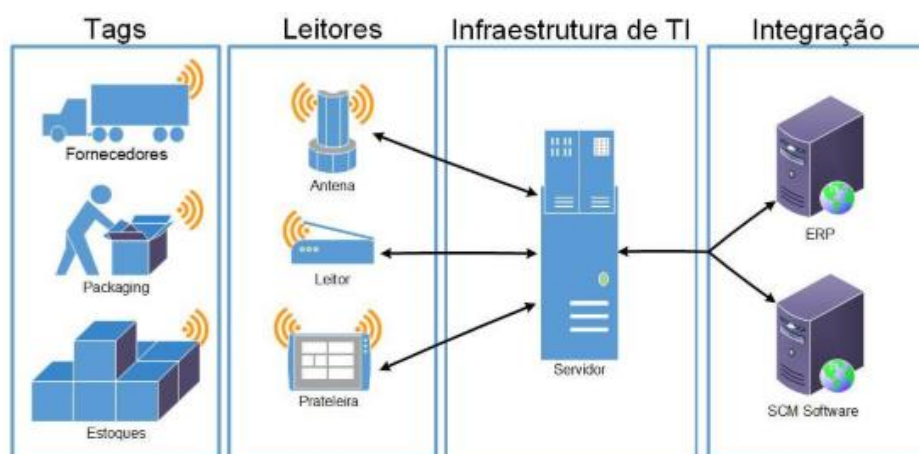 Tags
Leitores
Infraestrutura de TI
Integração
Fornecedores
Packaging
Estoques
Antena
Leitor
Prateleira
Servidor
ERP
SCM Software